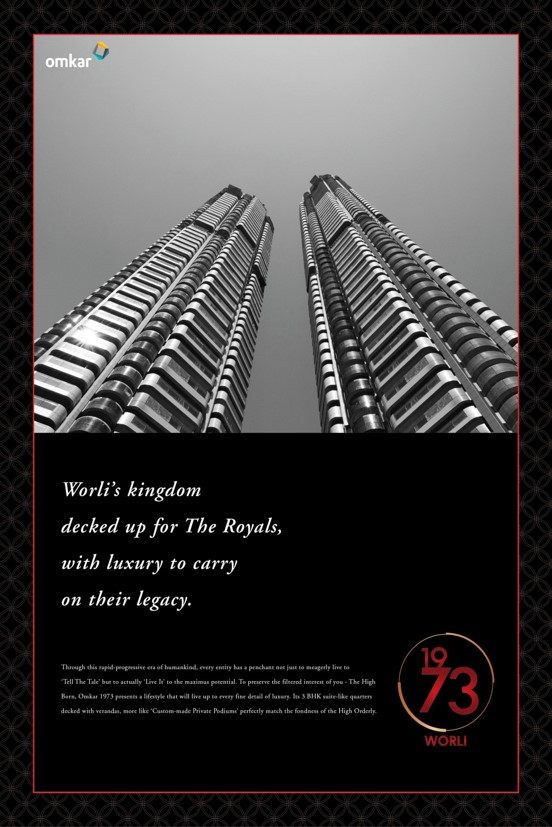 omkar
Worli's kingdom
decked up for The Royals,
with luxury to carry
on their legacy.
Through this rapid-progressive era of humankind, every entity has a penchant not just to meagerly live to
'Tell The Tale' but to actually 'Live It' to the maximus potential. To preserve the filtered interest of you - The High
Born, Omkar 1973 presents a lifestyle that will live up to every fine detail of luxury. Its 3 BHK suite-like quarters
decked with verandas, more like 'Custom-made Private Podiums' perfectly match the fondness of the High Orderly.
19
73
WORLI